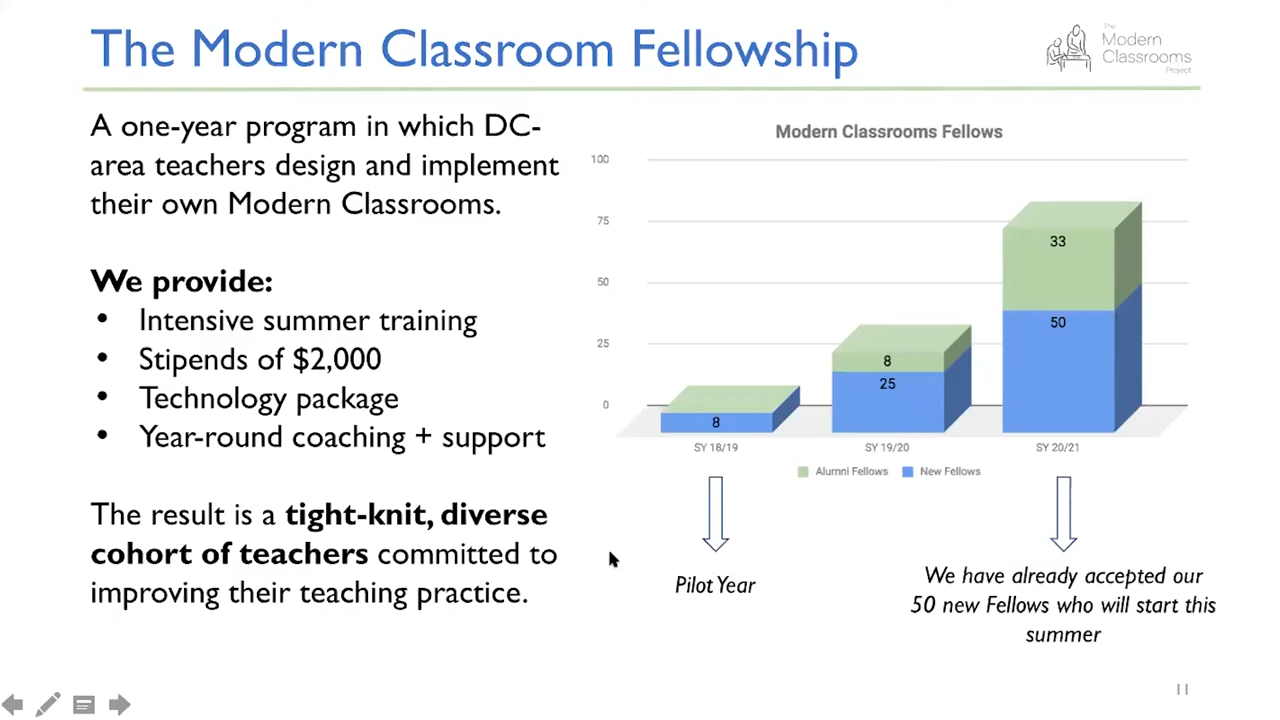 The Modern Classroom Fellowship
The
Modern
Classrooms
Project
A one-year program in which DC-
area teachers design and implement
their own Modern Classrooms.
We provide:
• Intensive summer training
• Stipends of $2,000
• Technology package
• Year-round coaching + support
The result is a tight-knit, diverse
cohort of teachers committed to
improving their teaching practice.
Modern Classrooms Fellows
100
75
50
25
0
33
50
8
25
8
SY 18/19
SY 19/20
SY 20/21
Alumni Fellows
New Fellows
Pilot Year
We have already accepted our
50 new Fellows who will start this
summer
11